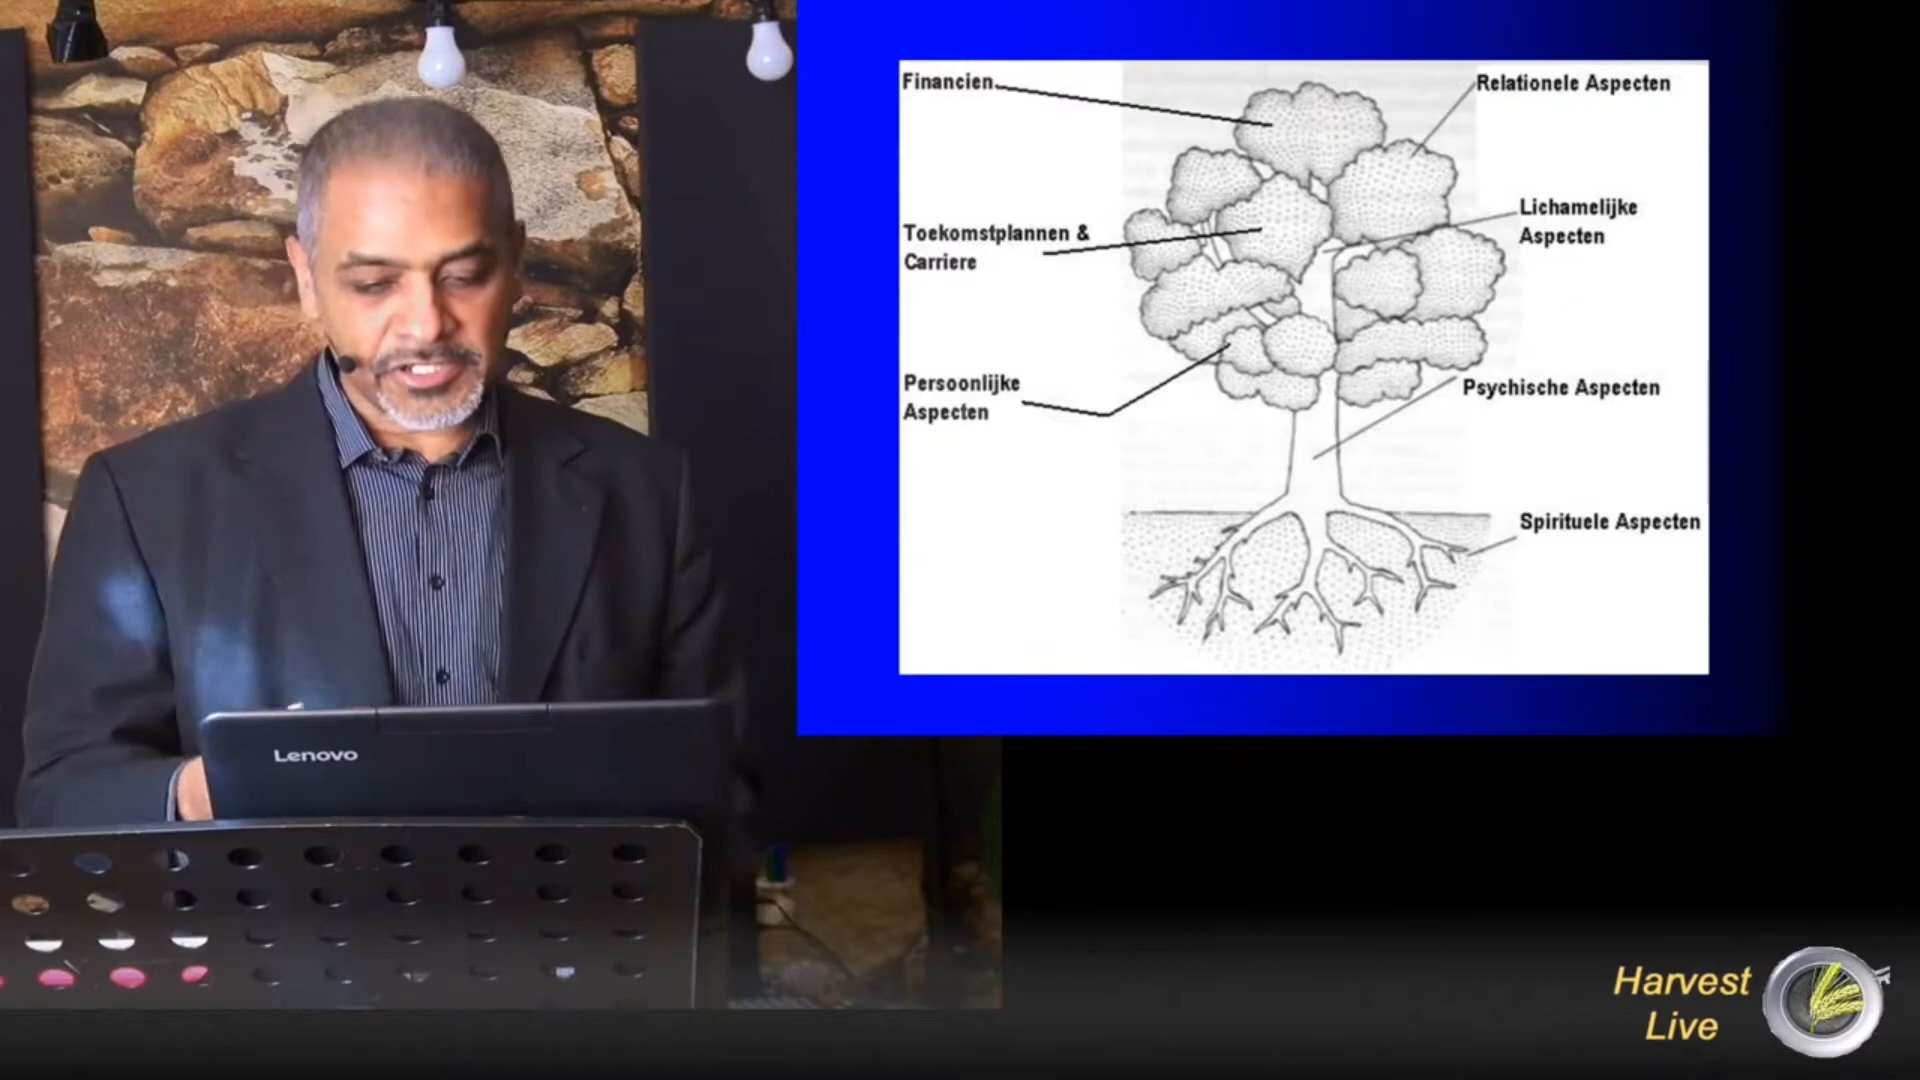 Financien
Relationele Aspecten
Lichamelijke
Aspecten
Toekomstplannen &
Carriere
Persoonlijke
Aspecten
Psychische Aspecten
Spirituele Aspecten
Lenovo
Harvest
Live